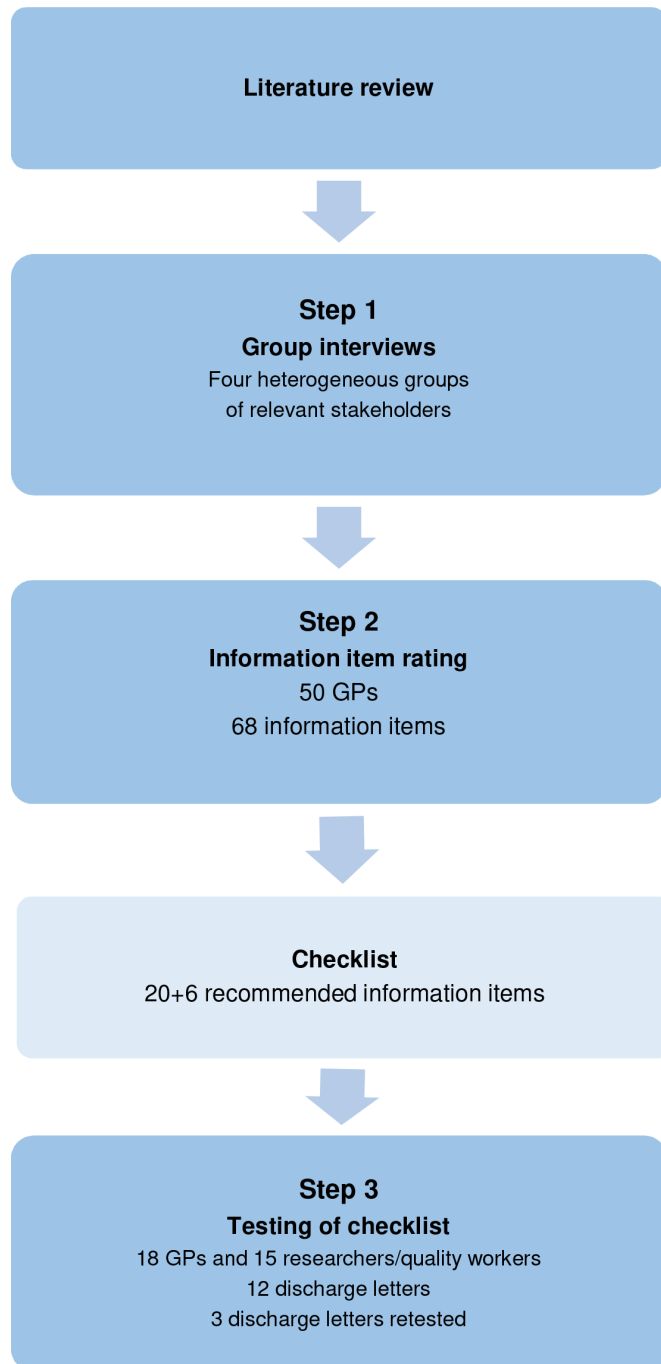 Literature review
Step 1
Group interviews
Four heterogeneous groups
of relevant stakeholders
Step 2
Information item rating
50 GPs
68 information items
Checklist
20+6 recommended information items
Step 3
Testing of checklist
18 GPs and 15 researchers/quality workers
12 discharge letters
3 discharge letters retested